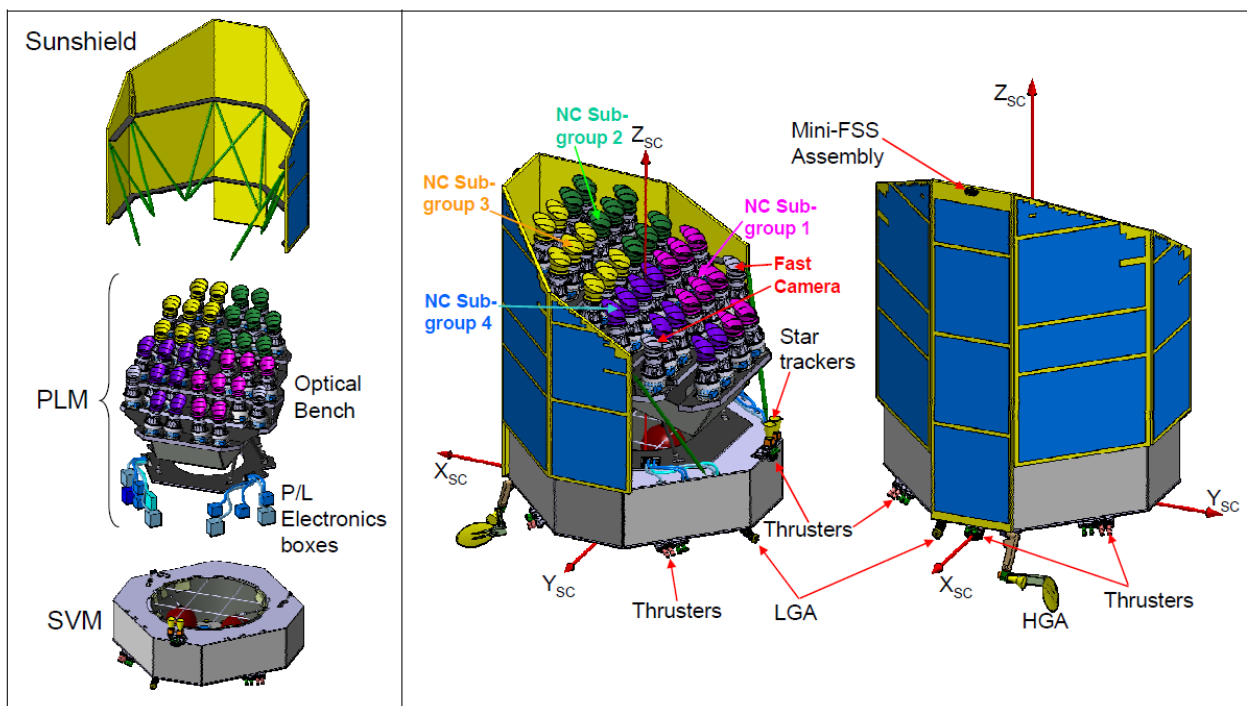 Sunshield
PLM
Optical
Bench
P/L
Electronics
boxes
SVM
NC Sub-
group 2
Z_SC
NC Sub-
group 3
NC Sub-
group 1
Fast
Camera
NC Sub-
group 4
Star
trackers
X_SC
Y_SC
Thrusters
Thrusters
LGA
Z_SC
Mini-FSS
Assembly
Y_SC
X_SC
HGA
Thrusters